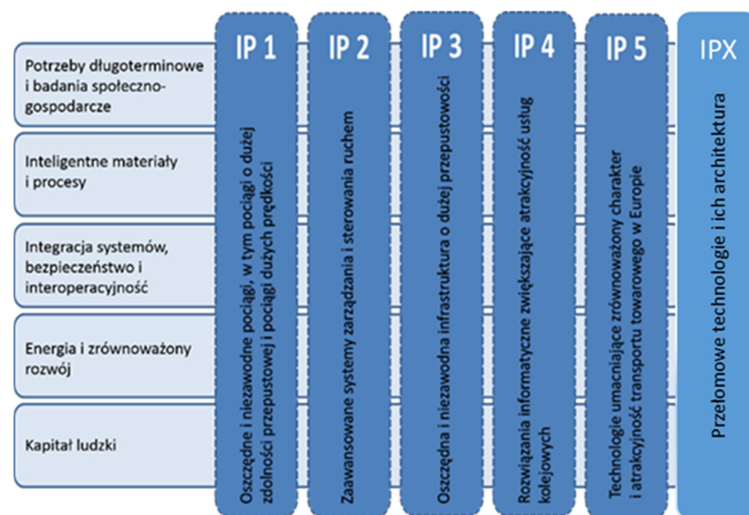 Potrzeby długoterminowe
i badania społeczno-
gospodarcze
Inteligentne materiały
i procesy
Integracja systemów,
bezpieczeństwo i
interoperacyjność
Energia i zrównoważony
rozwój
Kapitał ludzki
IP 1
Oszczędne i niezawodne pociągi, w tym pociągi o dużej
zdolności przepustowej i pociągi dużych prędkości
IP 2
Zaawansowane systemy zarządzania i sterowania ruchem
IP 3
Oszczędna i niezawodna infrastruktura o dużej przepustowości
IP 4
Rozwiązania informatyczne zwiększające atrakcyjność usług
kolejowych
IP 5
Technologie umacniające zrównoważony charakter
i atrakcyjność transportu towarowego w Europie
IPX
Przełomowe technologie i ich architektura